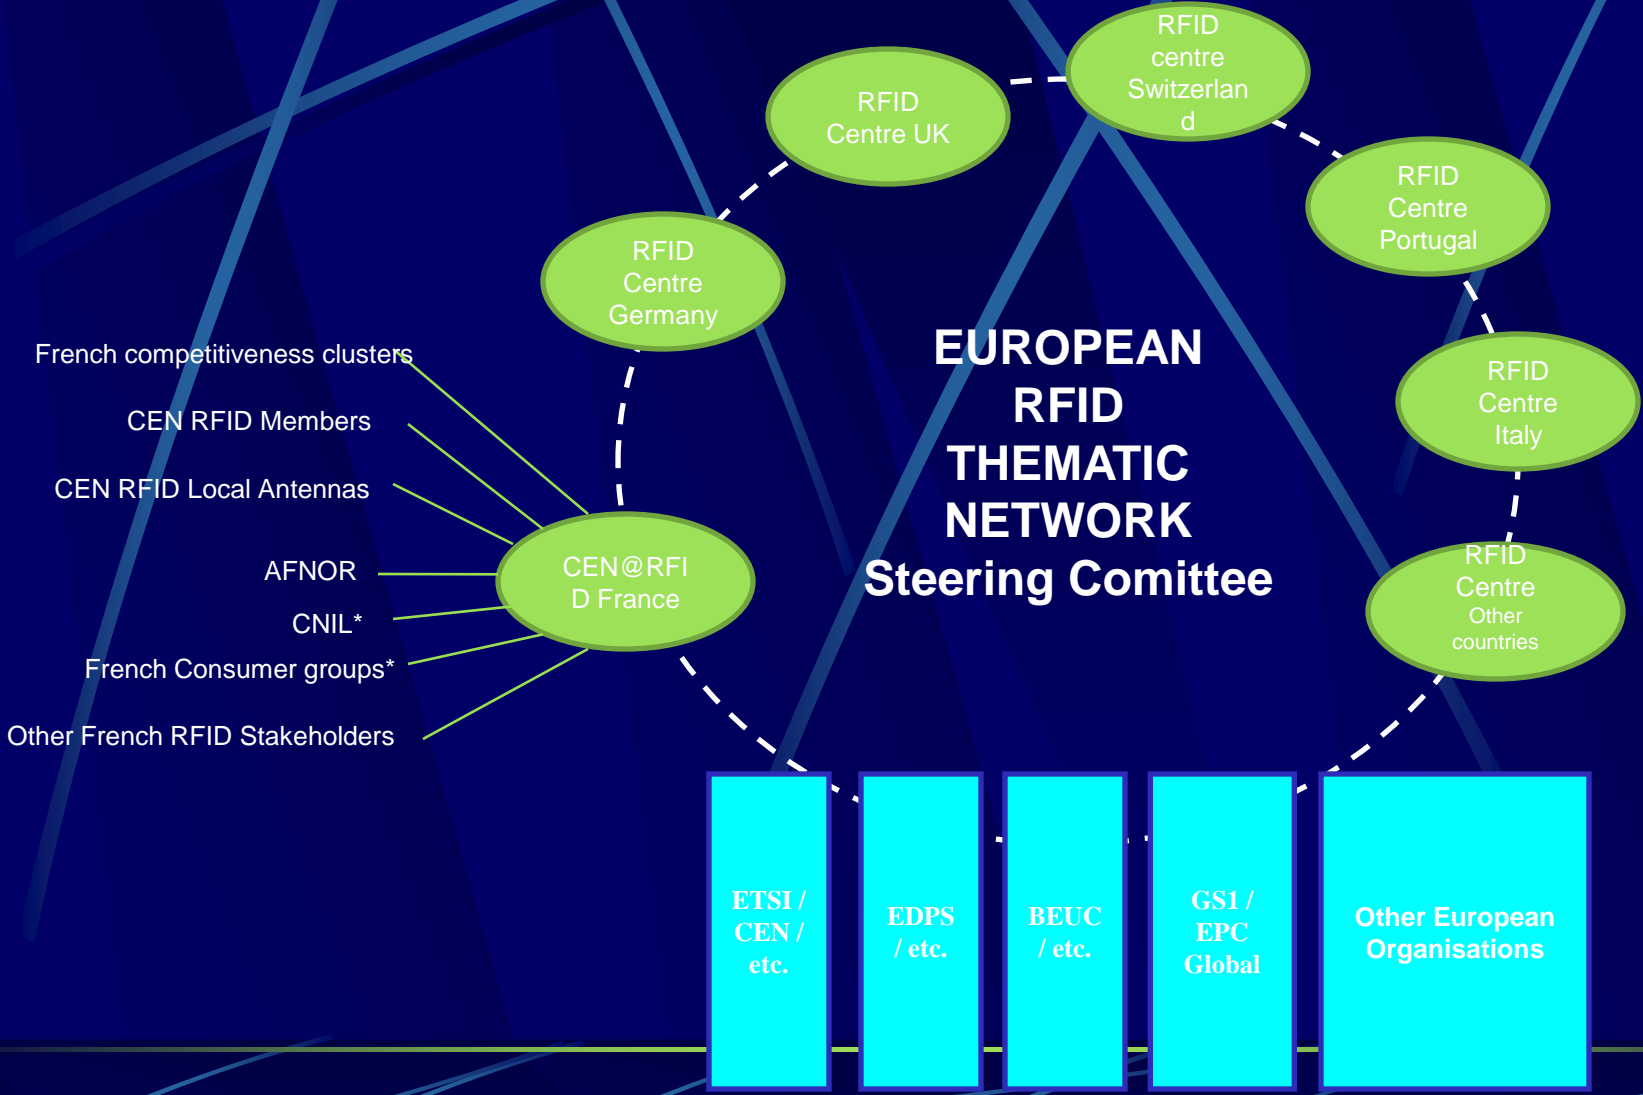 RFID
centre
Switzerlan
d
RFID
Centre UK
RFID
Centre
Portugal
RFID
Centre
Germany
French competitiveness clusters
CEN RFID Members
CEN RFID Local Antennas
AFNOR
CNIL*
French Consumer groups*
Other French RFID Stakeholders
CEN@RFI
D France
EUROPEAN
RFID
THEMATIC
NETWORK
Steering Comittee
RFID
Centre
Italy
RFID
Centre
Other
countries
ETSI /
CEN /
etc.
EDPS
/ etc.
BEUC
/ etc.
GS1 /
EPC
Global
Other European
Organisations